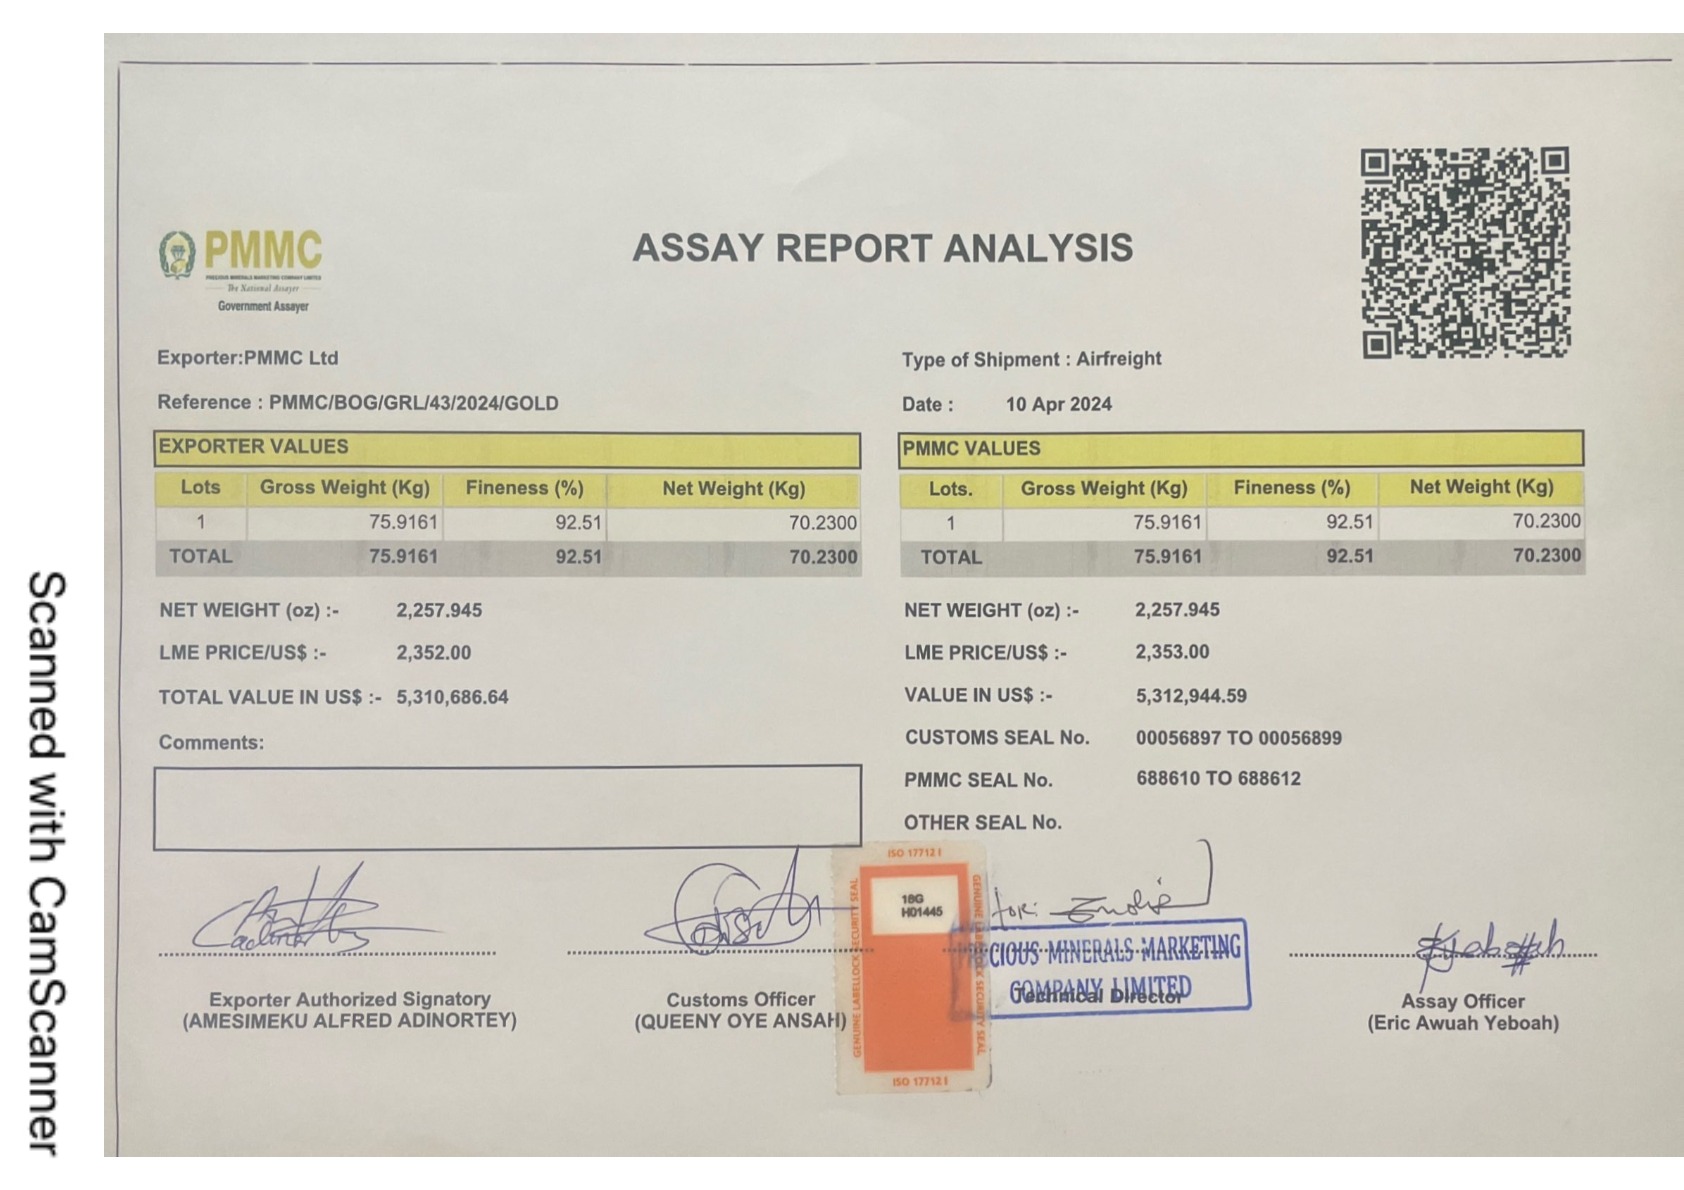 PMMC
PRECIOUS MINERALS MARKETING COMPANY LIMITED
The National Assayer
Government Assayer
ASSAY REPORT ANALYSIS
Exporter:PMMC Ltd
Reference : PMMC/BOG/GRL/43/2024/GOLD
Type of Shipment : Airfreight
Date : 10 Apr 2024
EXPORTER VALUES
Lots Gross Weight (Kg) Fineness (%) Net Weight (Kg)
1 75.9161 92.51 70.2300
TOTAL 75.9161 92.51 70.2300
NET WEIGHT (oz) :- 2,257.945
LME PRICE/US$ :- 2,352.00
TOTAL VALUE IN US$ :- 5,310,686.64
Comments:
PMMC VALUES
Lots. Gross Weight (Kg) Fineness (%) Net Weight (Kg)
1 75.9161 92.51 70.2300
TOTAL 75.9161 92.51 70.2300
NET WEIGHT (oz) :- 2,257.945
LME PRICE/US$ :- 2,353.00
VALUE IN US$ :- 5,312,944.59
CUSTOMS SEAL No. 00056897 TO 00056899
PMMC SEAL No. 688610 TO 688612
OTHER SEAL No.
Exporter Authorized Signatory
(AMESIMEKU ALFRED ADINORTEY)
Customs Officer
(QUEENY OYE ANSAH)
ISO 17712 I
GENUINE LABELLOCK SECURITY SEAL
18G
H01445
GENUINE LABELLOCK SECURITY SEAL
ISO 17712 I
for:
PRECIOUS MINERALS MARKETING
COMPANY LIMITED
Technical Director
Assay Officer
(Eric Awuah Yeboah)
Scanned with CamScanner